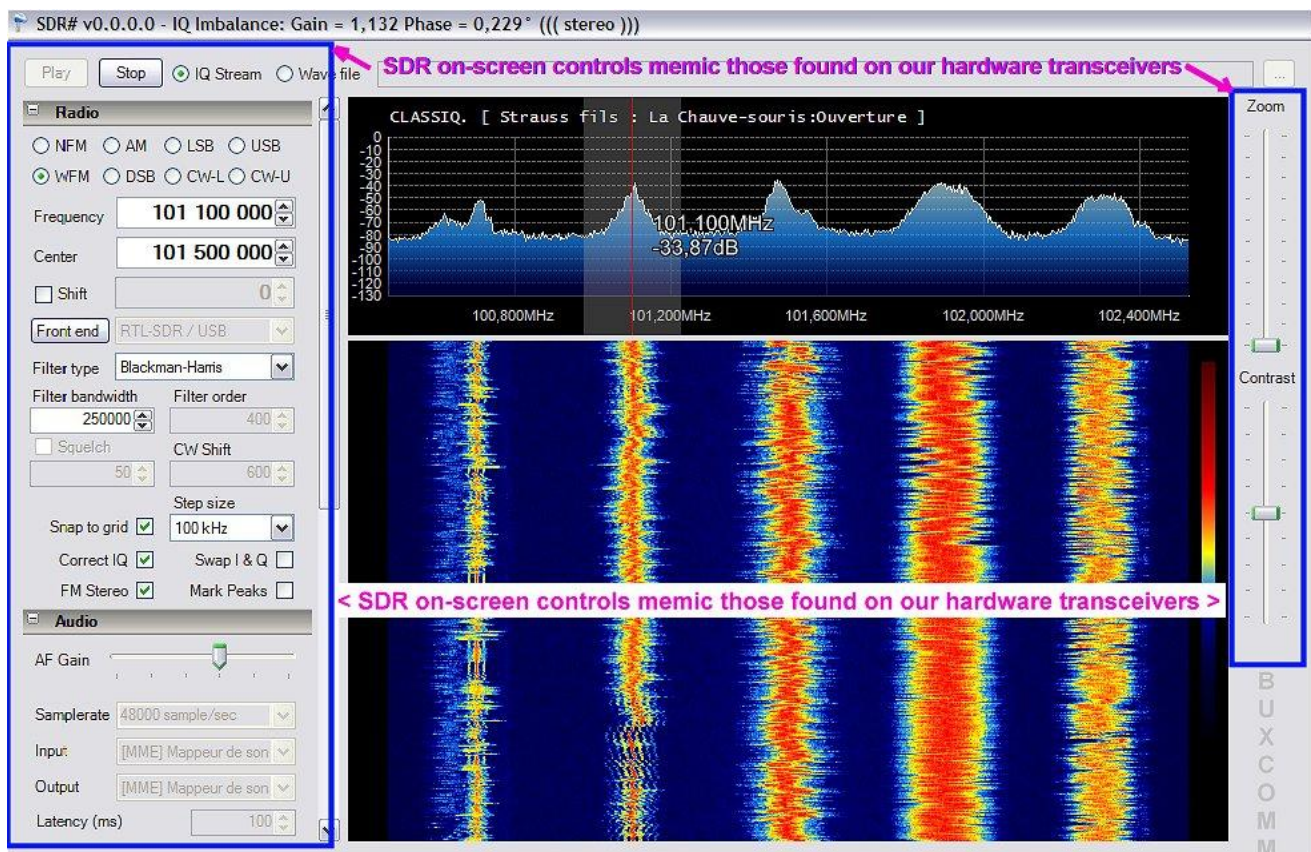 SDR# v0.0.0.0 - IQ Imbalance: Gain = 1,132 Phase = 0,229° ((( stereo )))
Play Stop IQ Stream Wave file
SDR on-screen controls memic those found on our hardware transceivers
...
Radio
NFM AM LSB USB
WFM DSB CW-L CW-U
Frequency 101 100 000
Center 101 500 000
Shift 0
Front end RTL-SDR / USB
Filter type Blackman-Harris
Filter bandwidth Filter order
250000 400
Squelch CW Shift
50 600
Step size
Snap to grid 100 kHz
Correct IQ Swap I & Q
FM Stereo Mark Peaks
Audio
AF Gain
Samplerate 48000 sample/sec
Input [MME] Mappeur de son
Output [MME] Mappeur de son
Latency (ms) 100
CLASSIQ. [ Strauss fils : La Chauve-souris:Ouverture ]
0
-10
-20
-30
-40
-50
-60
-70
-80
-90
-100
-110
-120
-130
101,100MHz
-33,87dB
100,800MHz 101,200MHz 101,600MHz 102,000MHz 102,400MHz
< SDR on-screen controls memic those found on our hardware transceivers >
Zoom
Contrast
B
U
X
C
O
M
M